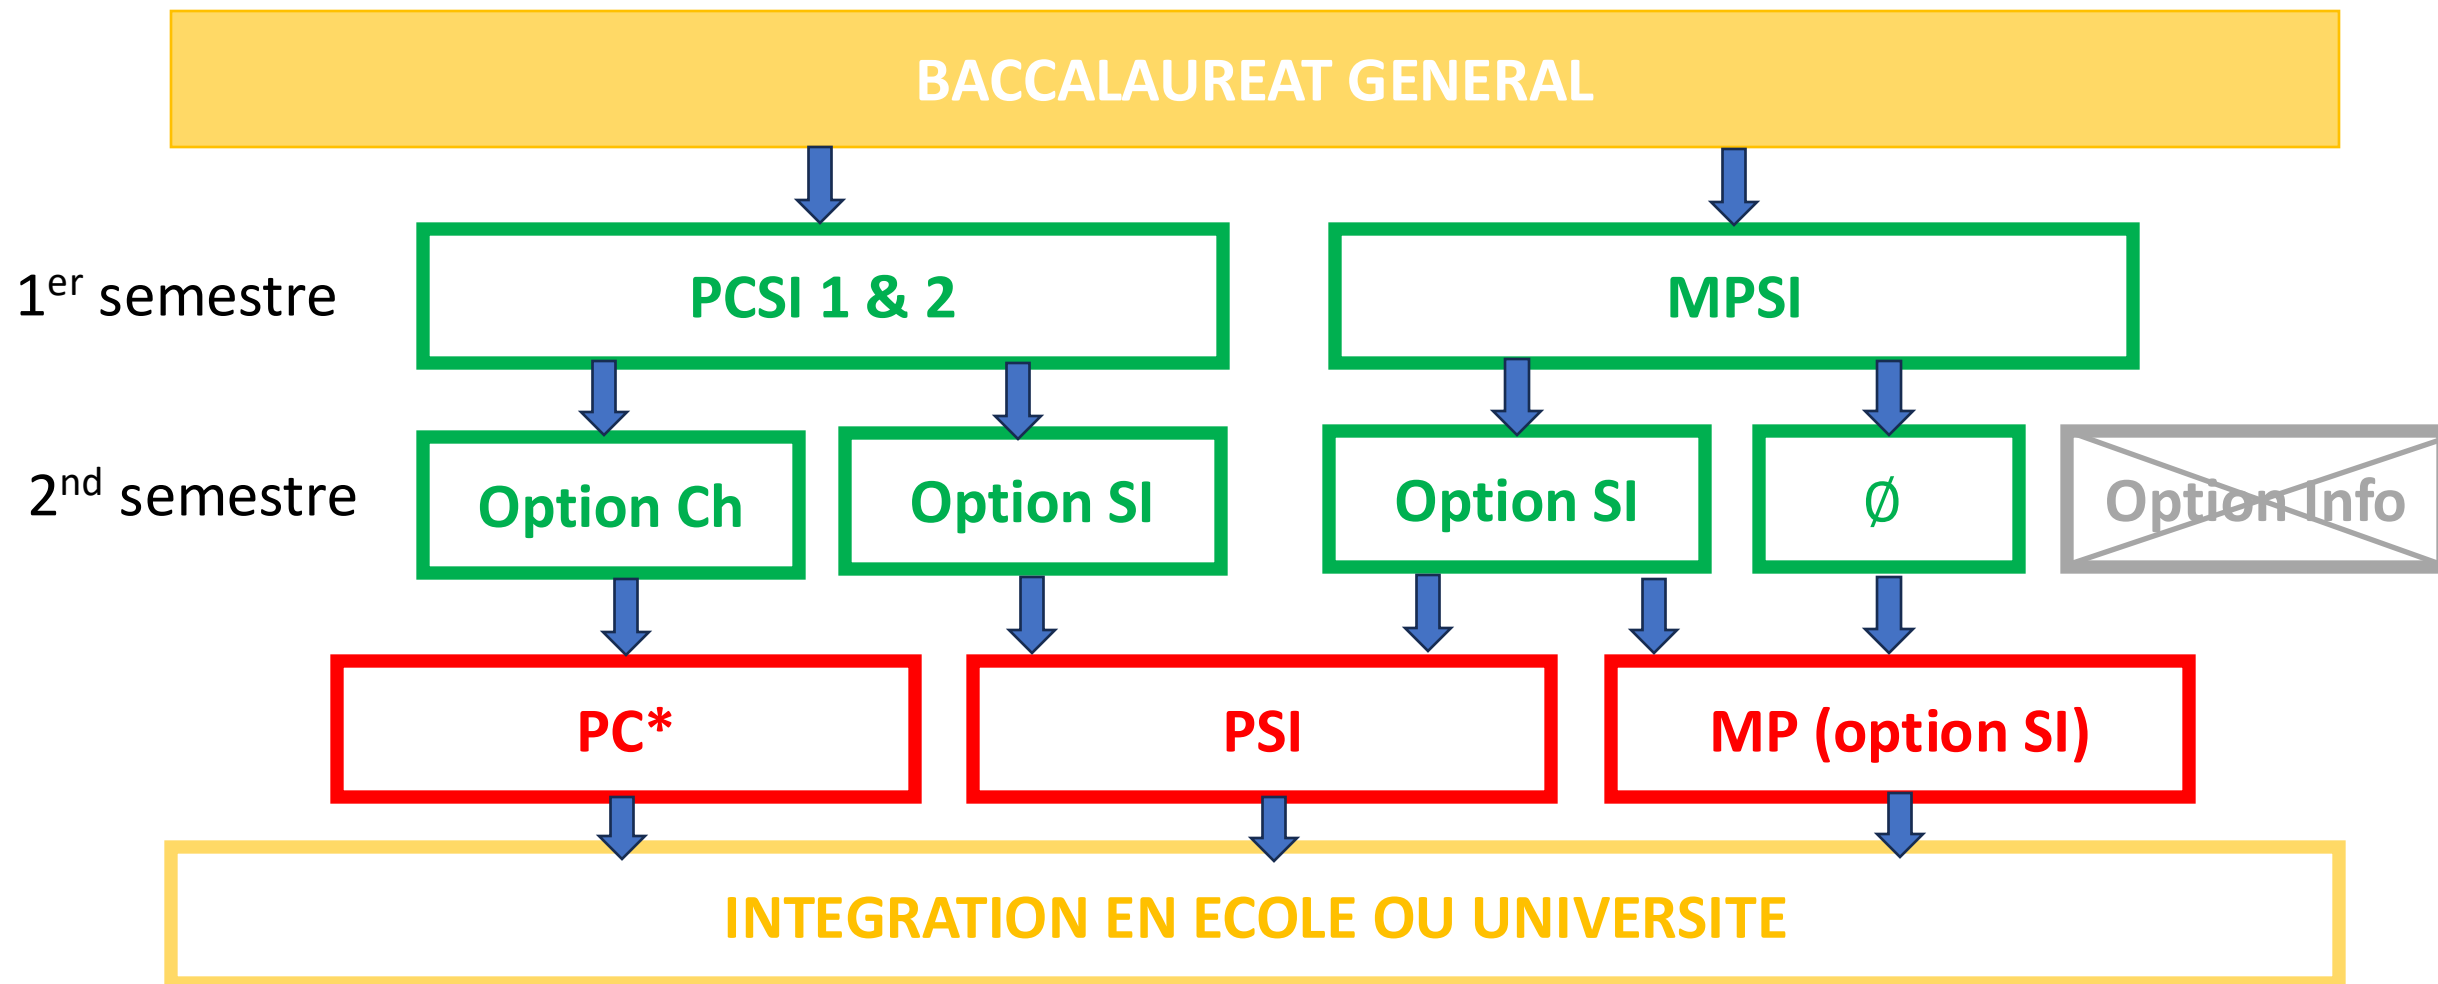 BACCALAUREAT GENERAL
1er semestre
PCSI 1 & 2
MPSI
2nd semestre
Option Ch
Option SI
Option SI
Ø
Option Info
PC*
PSI
MP (option SI)
INTEGRATION EN ECOLE OU UNIVERSITE